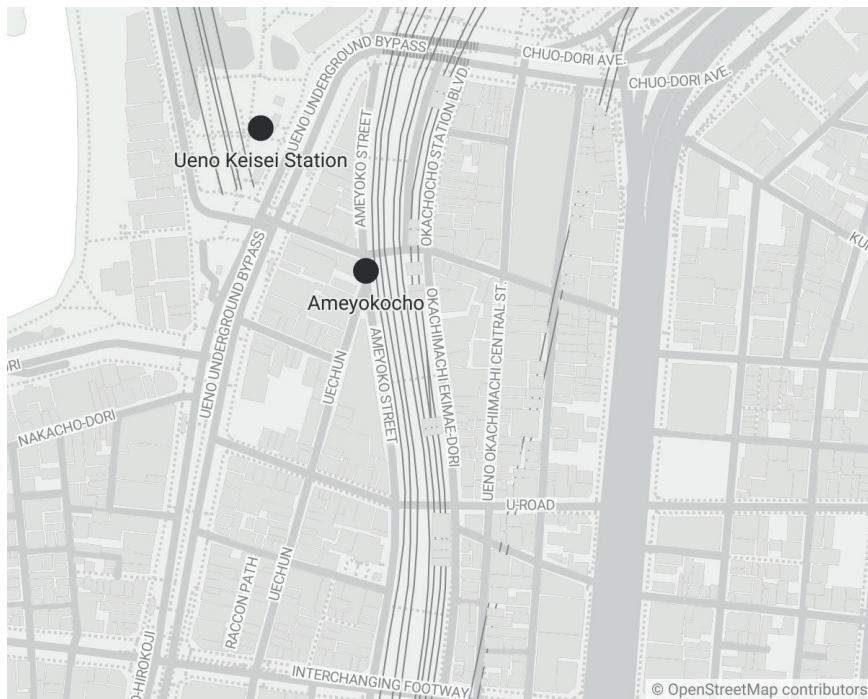 UENO UNDERGROUND BYPASS
CHUO-DORI AVE.
CHUO-DORI AVE.
Ueno Keisei Station
AMEYOKO STREET
OKACHOCHO STATION BLVD.
KU
UENO UNDERGROUND BYPASS
Ameyokocho
ORI
UECHUN
AMEYOKO STREET
OKACHIMACHI EKIMAE-DORI
UENO OKACHIMACHI CENTRAL ST.
NAKACHO-DORI
U-ROAD
RACCON PATH
UECHUN
O-HIROKOJI
INTERCHANGING FOOTWAY
© OpenStreetMap contributors